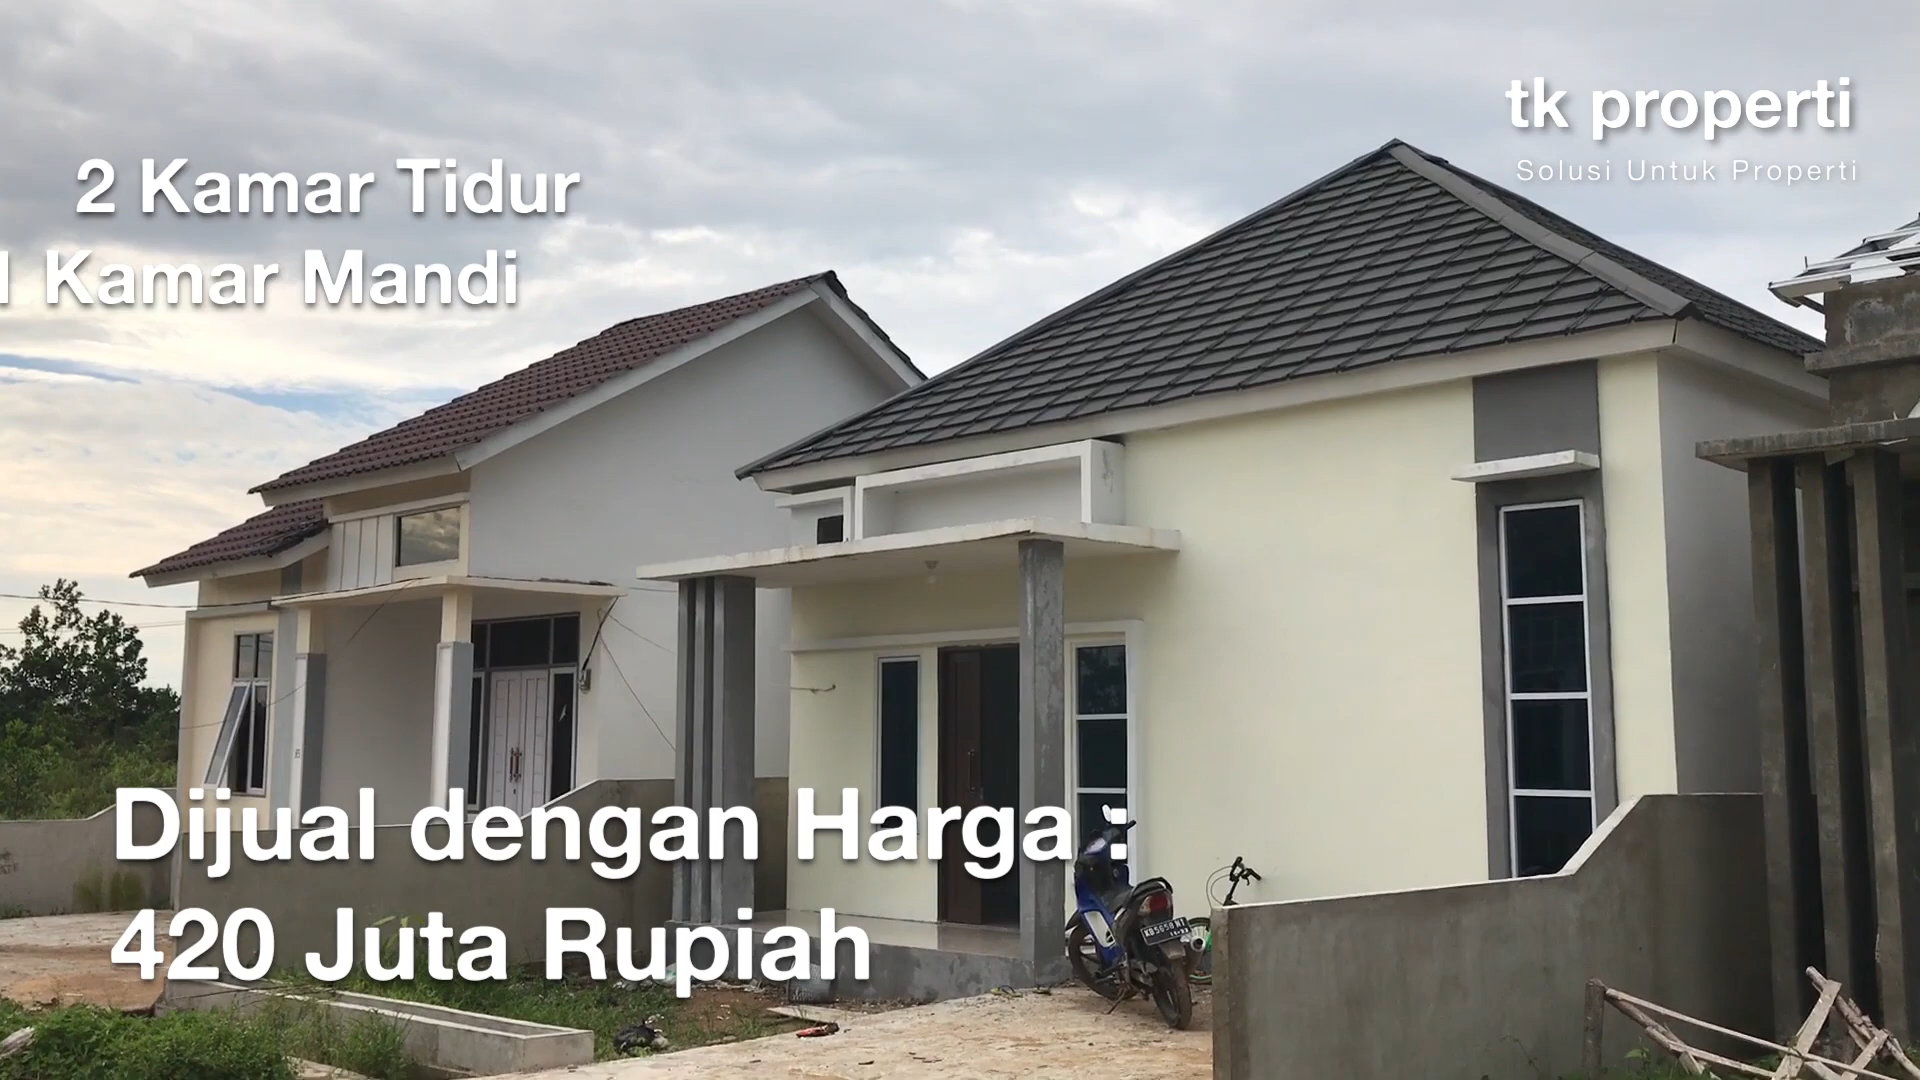 tk properti
Solusi Untuk Properti
2 Kamar Tidur
1 Kamar Mandi
Dijual dengan Harga :
420 Juta Rupiah